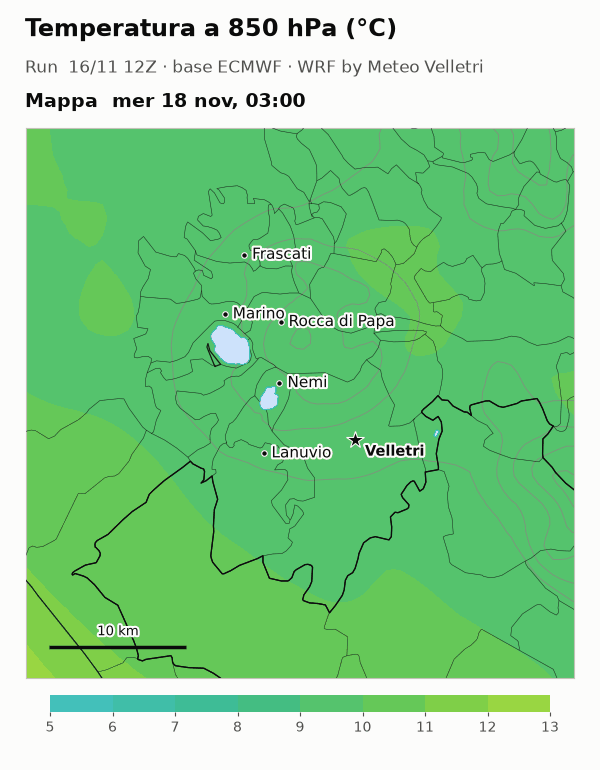 Temperatura a 850 hPa (°C)
Run  16/11 12Z · base ECMWF · WRF by Meteo Velletri
Mappa  mer 18 nov, 03:00
Frascati
Marino
Rocca di Papa
Nemi
Velletri
Lanuvio
10 km
5 6 7 8 9 10 11 12 13